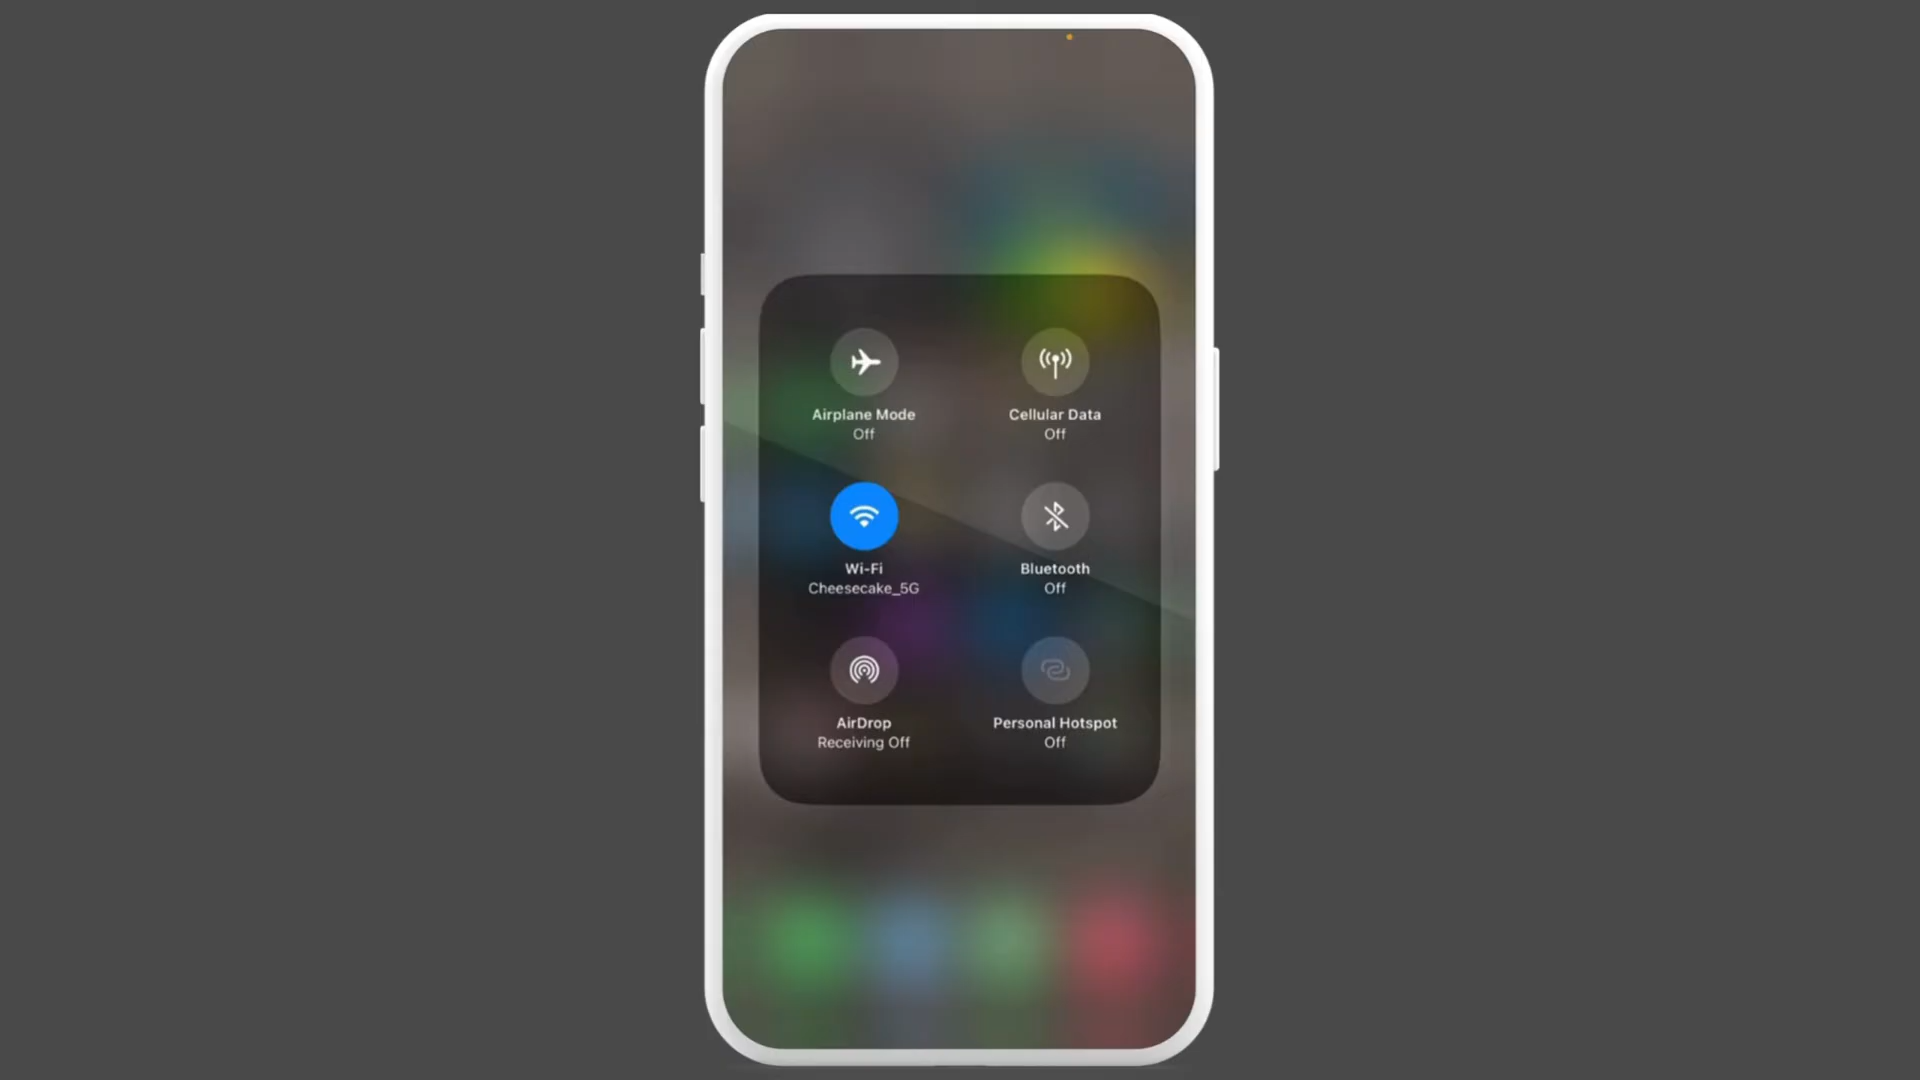 Airplane Mode
Off
Cellular Data
Off
Wi-Fi
Cheesecake_5G
Bluetooth
Off
AirDrop
Receiving Off
Personal Hotspot
Off